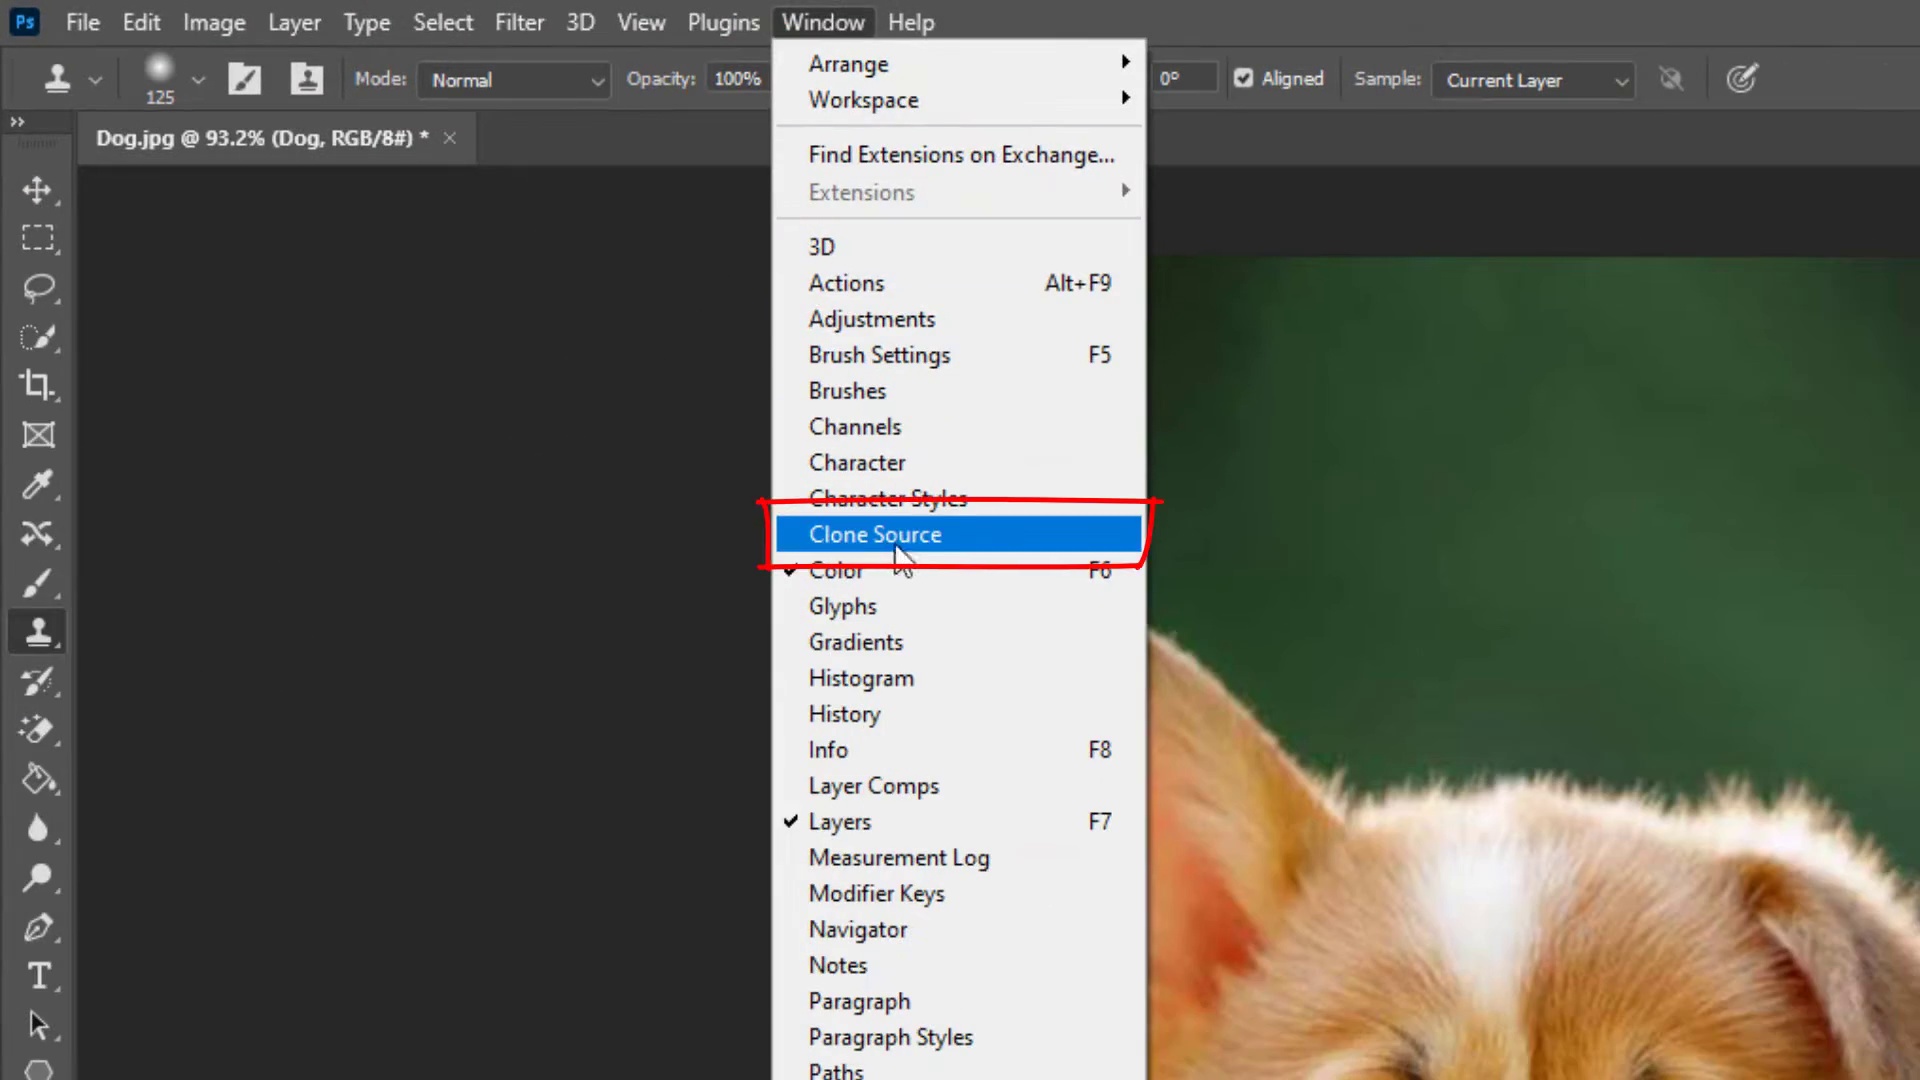 Ps File Edit Image Layer Type Select Filter 3D View Plugins Window Help
125 Mode: Normal Opacity: 100% 0° Aligned Sample: Current Layer
Dog.jpg @ 93.2% (Dog, RGB/8#) *
Arrange
Workspace
Find Extensions on Exchange...
Extensions
3D
Actions Alt+F9
Adjustments
Brush Settings F5
Brushes
Channels
Character
Character Styles
Clone Source
Color F6
Glyphs
Gradients
Histogram
History
Info F8
Layer Comps
Layers F7
Measurement Log
Modifier Keys
Navigator
Notes
Paragraph
Paragraph Styles
Paths